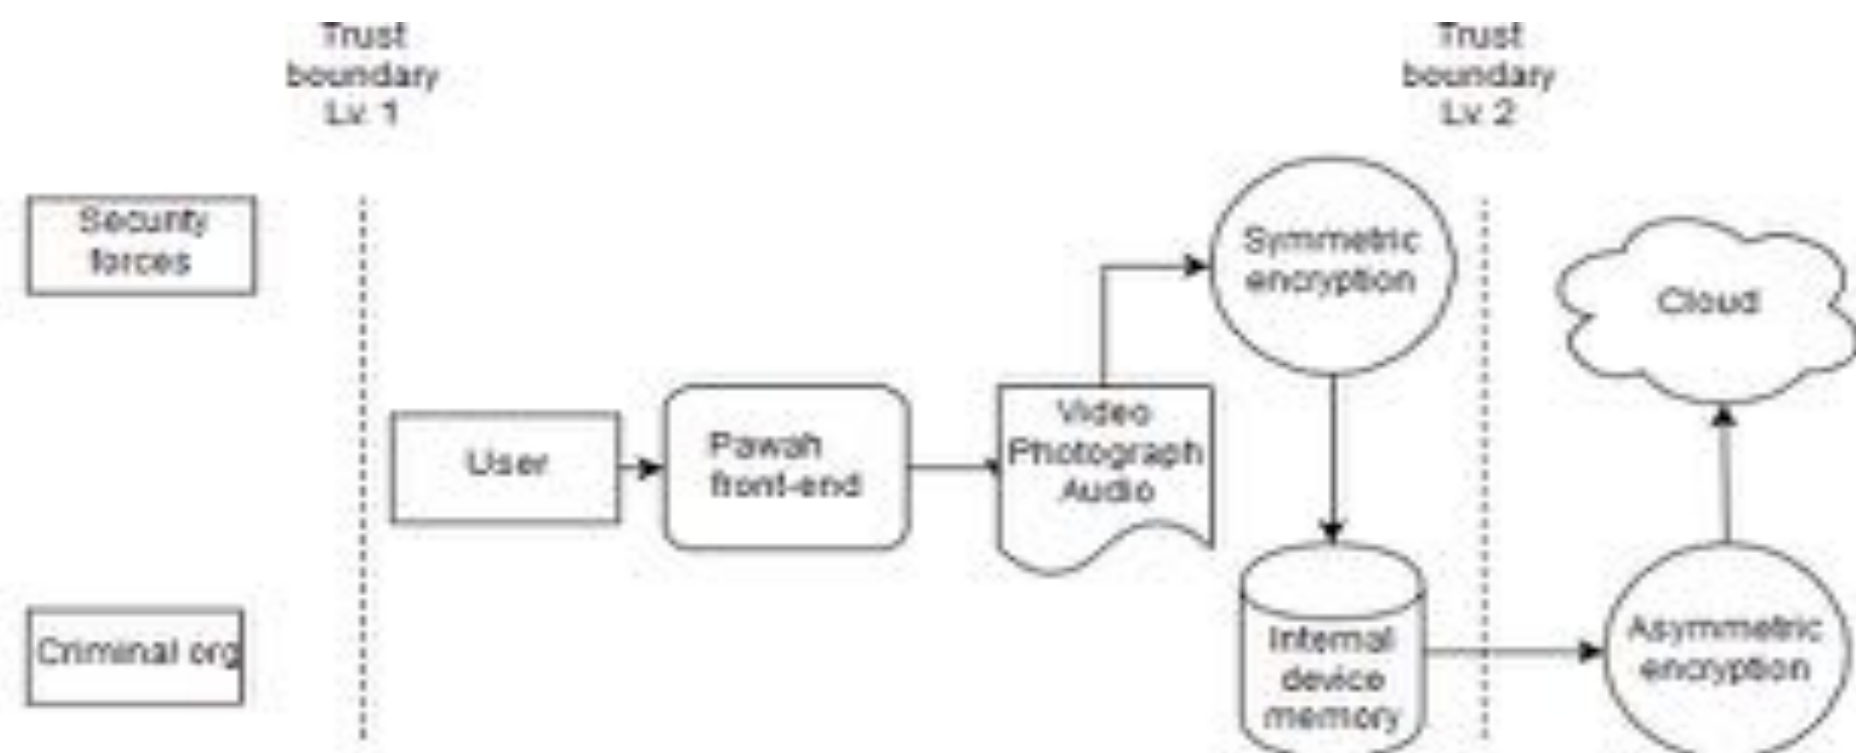 Trust
boundary
Lv. 1
Trust
boundary
Lv. 2
Security
forces
Symmetric
encryption
Cloud
User
Pawah
front-end
Video
Photograph
Audio
Criminal org
Internal
device
memory
Asymmetric
encryption